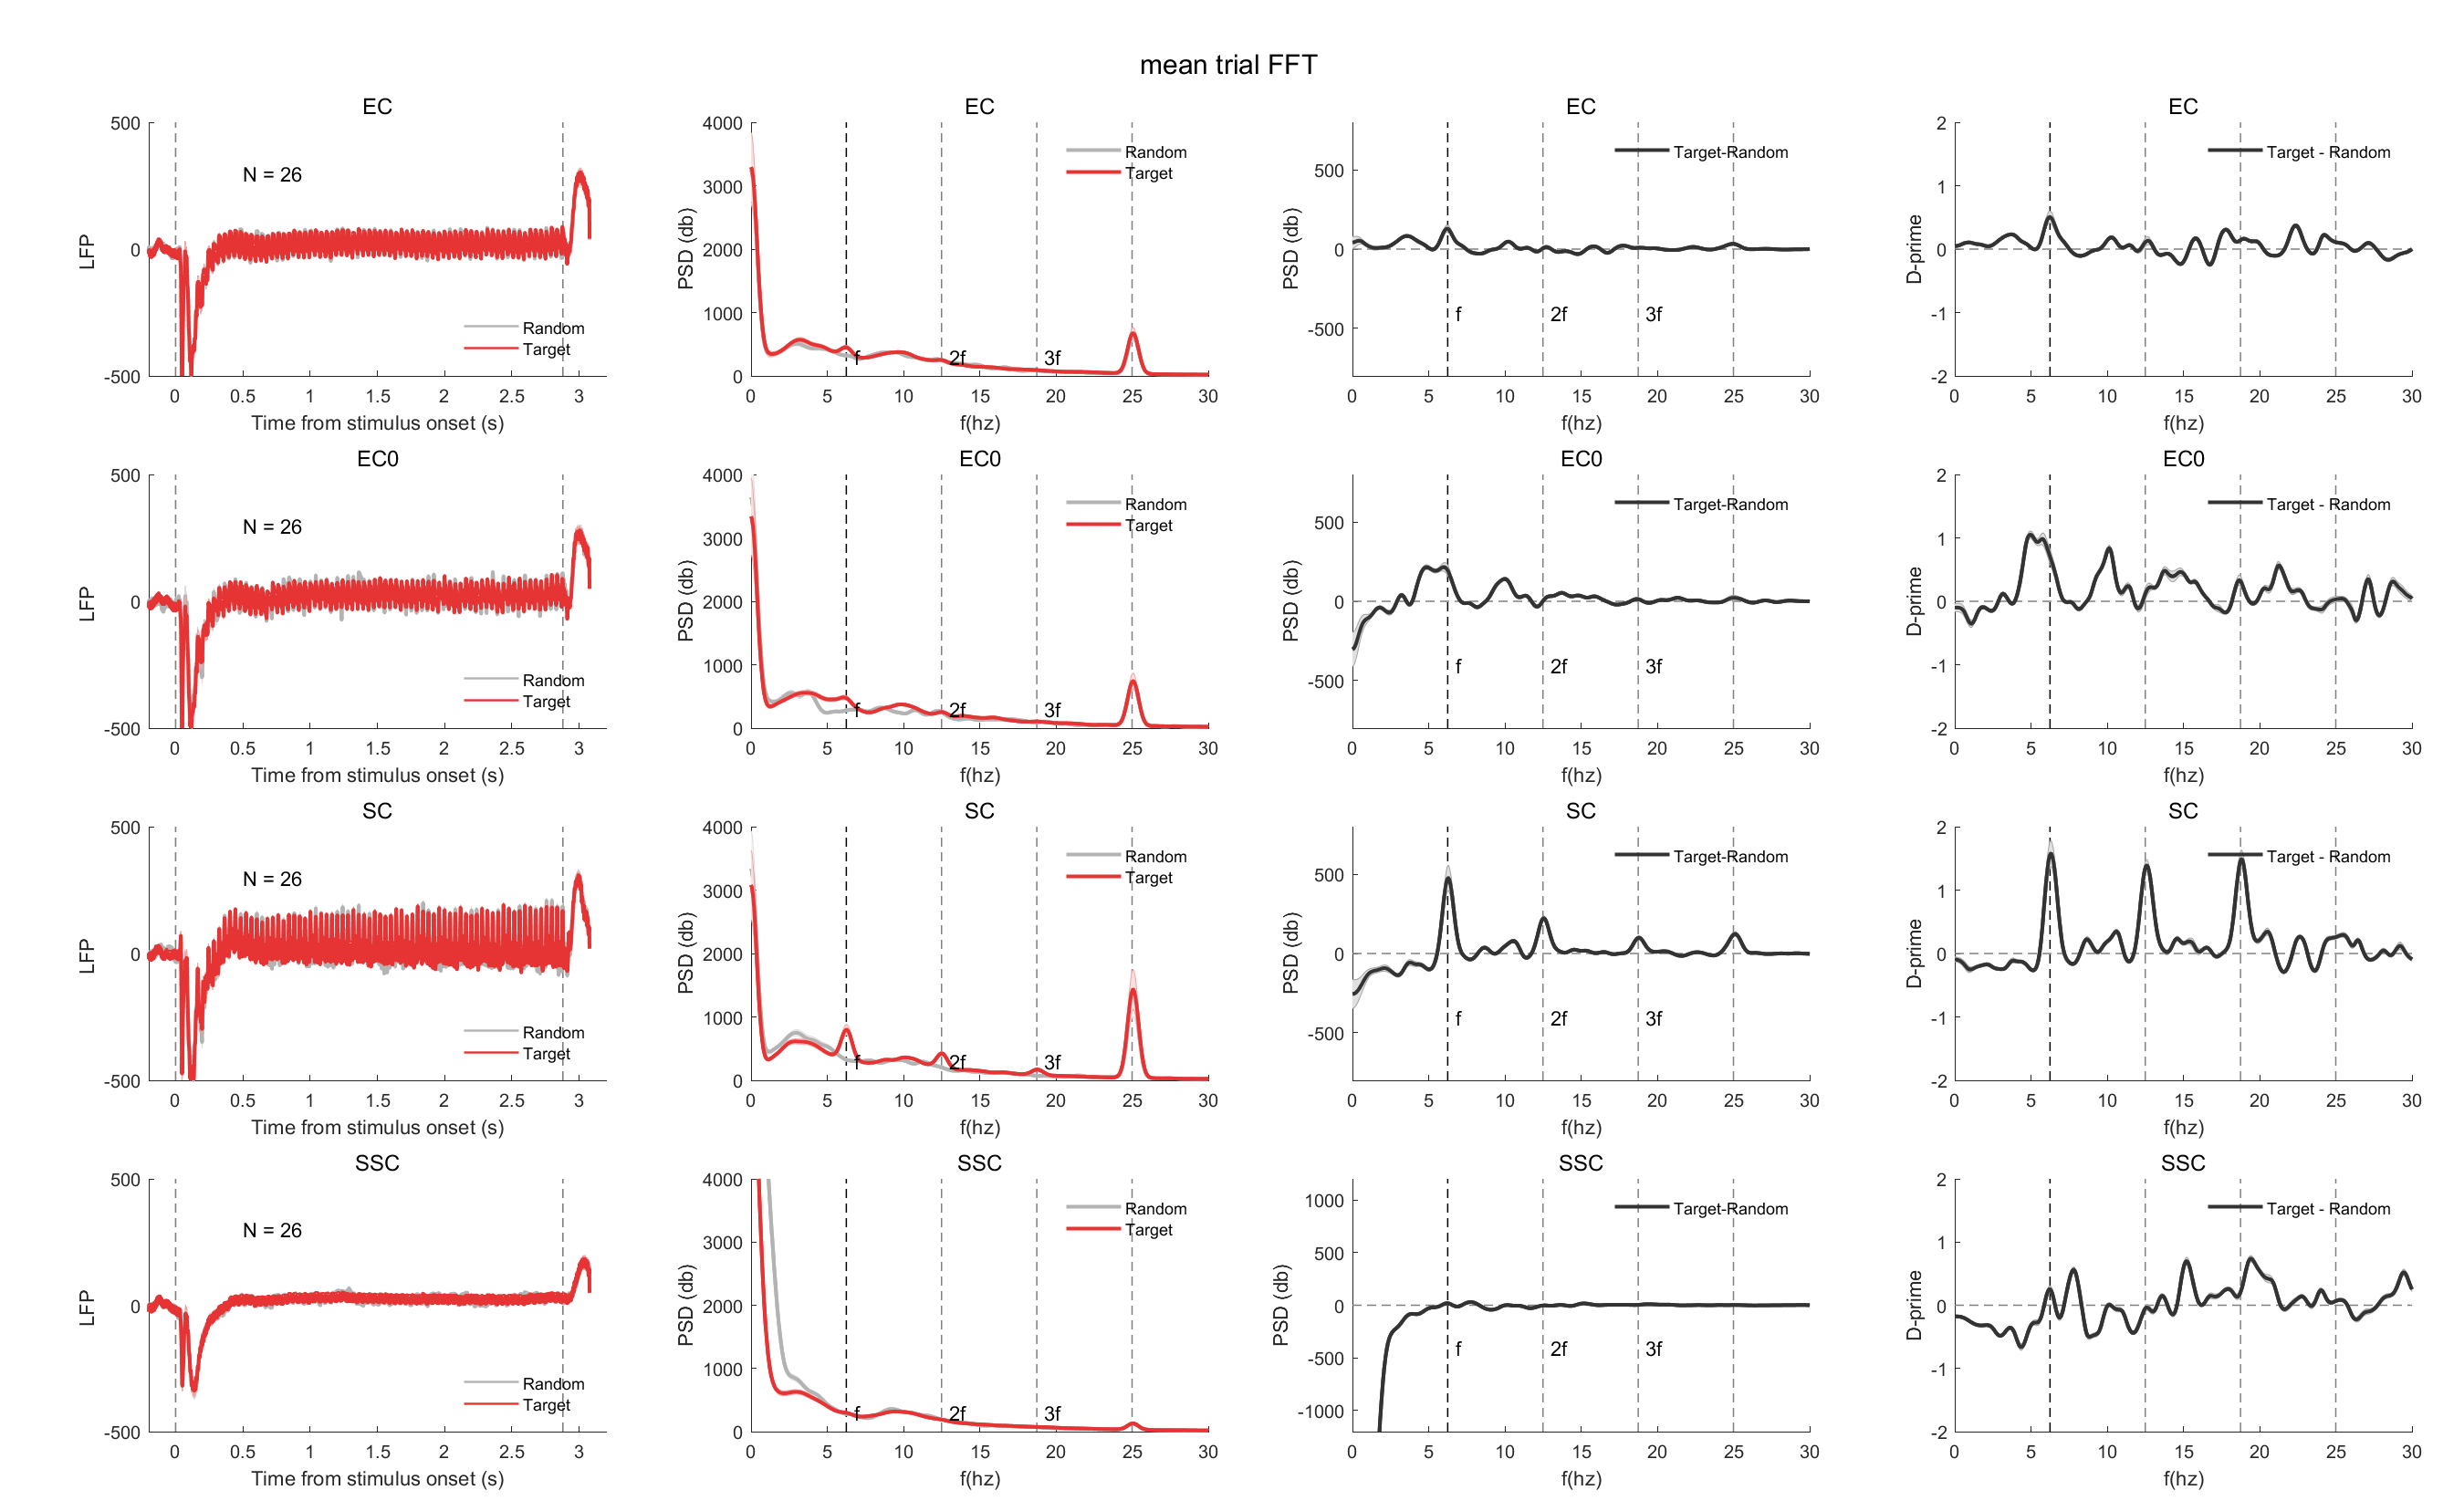 mean trial FFT
EC
500
0
-500
LFP
N = 26
Random
Target
0 0.5 1 1.5 2 2.5 3
Time from stimulus onset (s)
EC
4000
3000
2000
1000
0
PSD (db)
Random
Target
f 2f 3f
0 5 10 15 20 25 30
f(hz)
EC
500
0
-500
PSD (db)
Target-Random
f 2f 3f
0 5 10 15 20 25 30
f(hz)
EC
2
1
0
-1
-2
D-prime
Target - Random
0 5 10 15 20 25 30
f(hz)
EC0
500
0
-500
LFP
N = 26
Random
Target
0 0.5 1 1.5 2 2.5 3
Time from stimulus onset (s)
EC0
4000
3000
2000
1000
0
PSD (db)
Random
Target
f 2f 3f
0 5 10 15 20 25 30
f(hz)
EC0
500
0
-500
PSD (db)
Target-Random
f 2f 3f
0 5 10 15 20 25 30
f(hz)
EC0
2
1
0
-1
-2
D-prime
Target - Random
0 5 10 15 20 25 30
f(hz)
SC
500
0
-500
LFP
N = 26
Random
Target
0 0.5 1 1.5 2 2.5 3
Time from stimulus onset (s)
SC
4000
3000
2000
1000
0
PSD (db)
Random
Target
f 2f 3f
0 5 10 15 20 25 30
f(hz)
SC
500
0
-500
PSD (db)
Target-Random
f 2f 3f
0 5 10 15 20 25 30
f(hz)
SC
2
1
0
-1
-2
D-prime
Target - Random
0 5 10 15 20 25 30
f(hz)
SSC
500
0
-500
LFP
N = 26
Random
Target
0 0.5 1 1.5 2 2.5 3
Time from stimulus onset (s)
SSC
4000
3000
2000
1000
0
PSD (db)
Random
Target
f 2f 3f
0 5 10 15 20 25 30
f(hz)
SSC
1000
500
0
-500
-1000
PSD (db)
Target-Random
f 2f 3f
0 5 10 15 20 25 30
f(hz)
SSC
2
1
0
-1
-2
D-prime
Target - Random
0 5 10 15 20 25 30
f(hz)